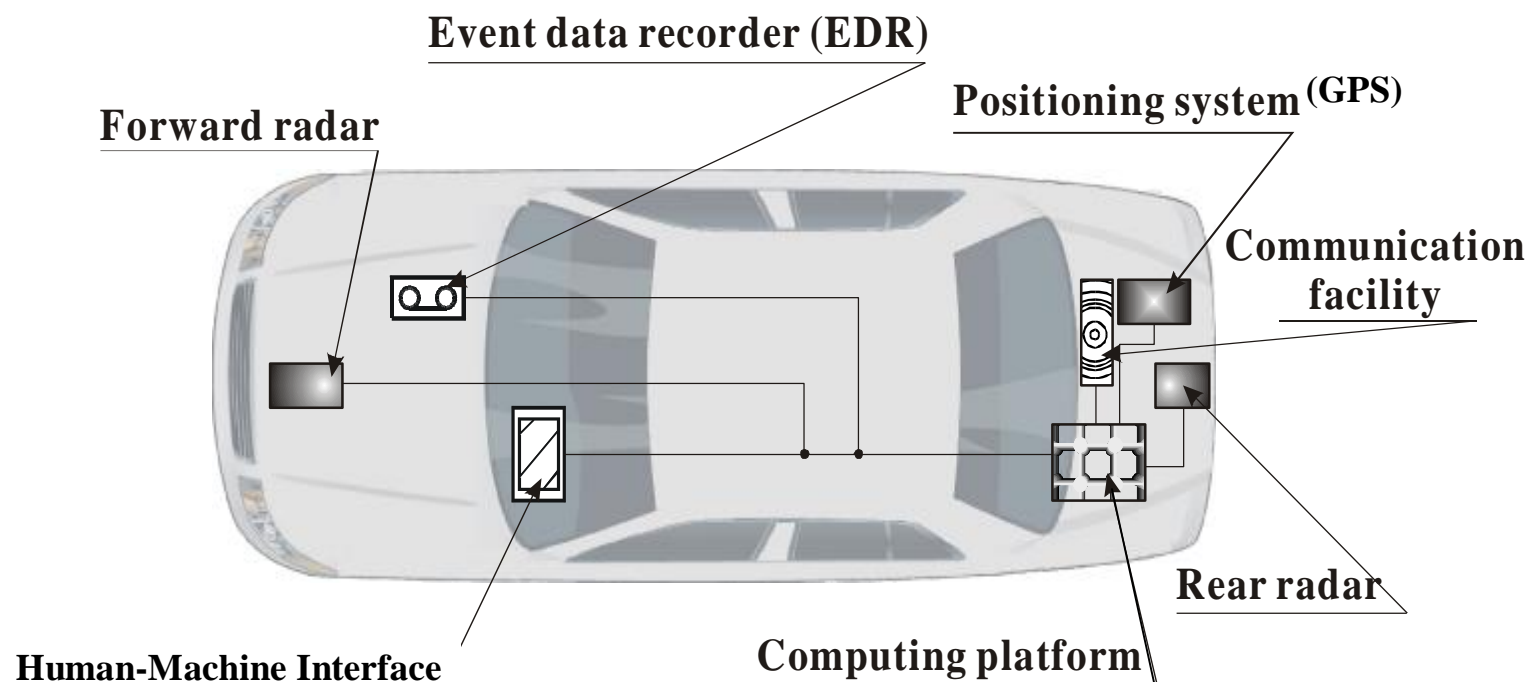 Event data recorder (EDR)
Positioning system (GPS)
Forward radar
Communication
facility
Rear radar
Human-Machine Interface
Computing platform